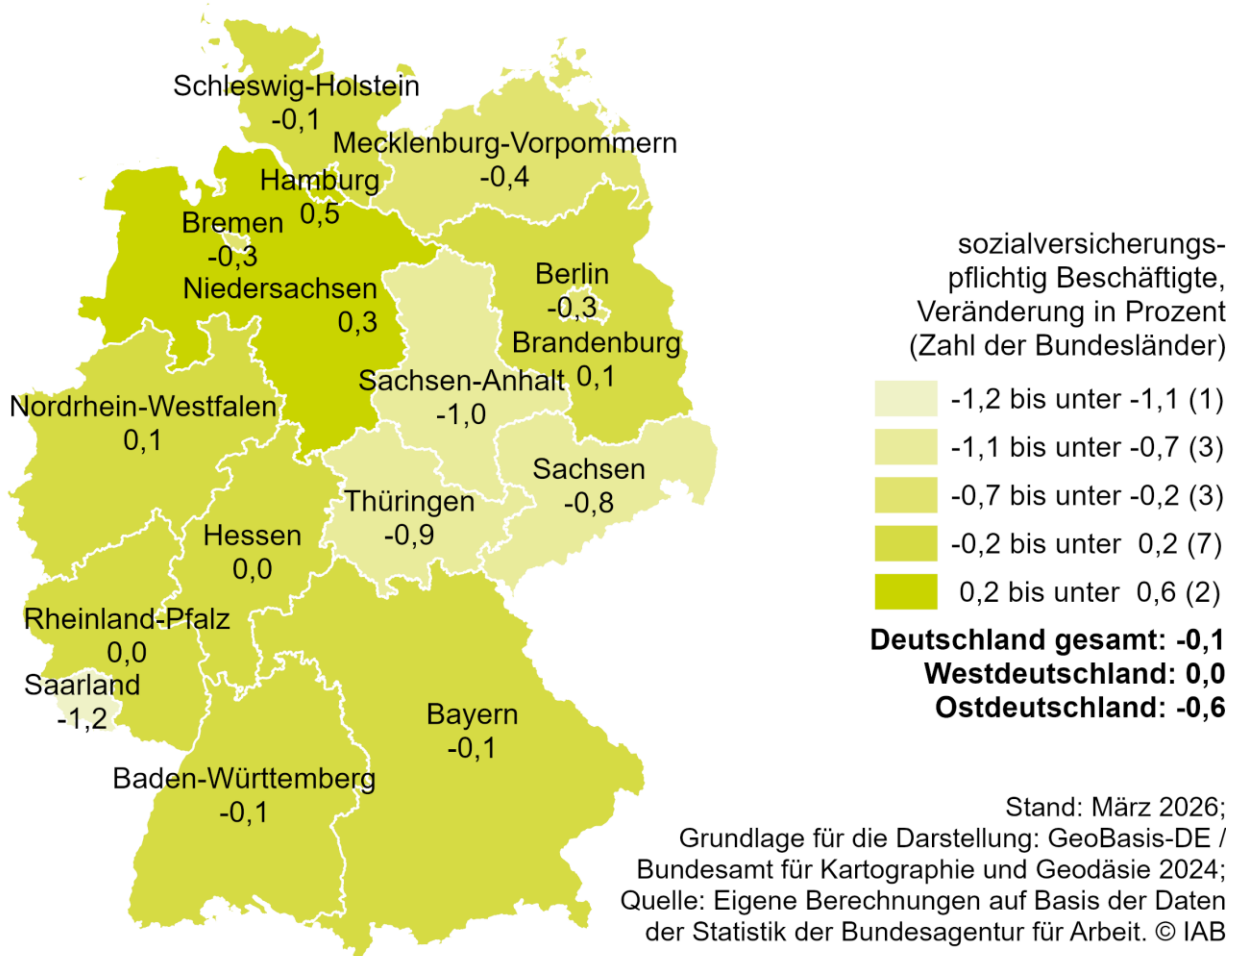 Schleswig-Holstein
-0,1
Mecklenburg-Vorpommern
-0,4
Hamburg
0,5
Bremen
-0,3
Niedersachsen
0,3
Berlin
-0,3
Brandenburg
0,1
Sachsen-Anhalt
-1,0
Nordrhein-Westfalen
0,1
Sachsen
-0,8
Thüringen
-0,9
Hessen
0,0
Rheinland-Pfalz
0,0
Saarland
-1,2
Bayern
-0,1
Baden-Württemberg
-0,1
sozialversicherungs-
pflichtig Beschäftigte,
Veränderung in Prozent
(Zahl der Bundesländer)
-1,2 bis unter -1,1 (1)
-1,1 bis unter -0,7 (3)
-0,7 bis unter -0,2 (3)
-0,2 bis unter 0,2 (7)
0,2 bis unter 0,6 (2)
Deutschland gesamt: -0,1
Westdeutschland: 0,0
Ostdeutschland: -0,6
Stand: März 2026;
Grundlage für die Darstellung: GeoBasis-DE /
Bundesamt für Kartographie und Geodäsie 2024;
Quelle: Eigene Berechnungen auf Basis der Daten
der Statistik der Bundesagentur für Arbeit. © IAB